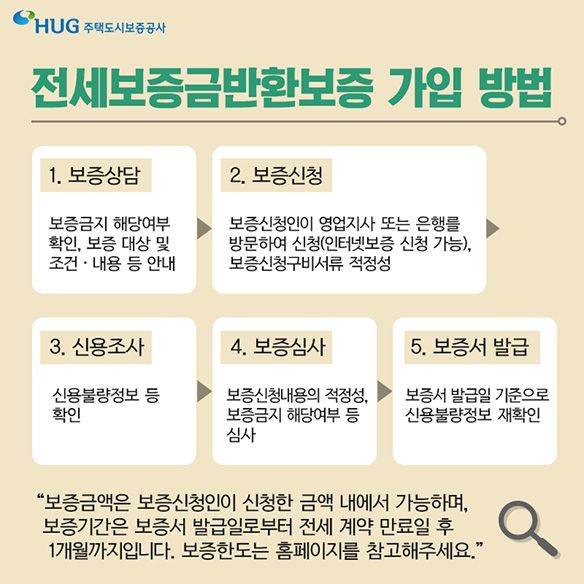 HUG 주택도시보증공사
전세보증금반환보증 가입 방법
1. 보증상담
보증금지 해당여부
확인, 보증 대상 및
조건·내용 등 안내
2. 보증신청
보증신청인이 영업지사 또는 은행를
방문하여 신청(인터넷보증 신청 가능),
보증신청구비서류 적정성
3. 신용조사
신용불량정보 등
확인
4. 보증심사
보증신청내용의 적정성,
보증금지 해당여부 등
심사
5. 보증서 발급
보증서 발급일 기준으로
신용불량정보 재확인
“보증금액은 보증신청인이 신청한 금액 내에서 가능하며,
보증기간은 보증서 발급일로부터 전세 계약 만료일 후
1개월까지입니다. 보증한도는 홈페이지를 참고해주세요.”